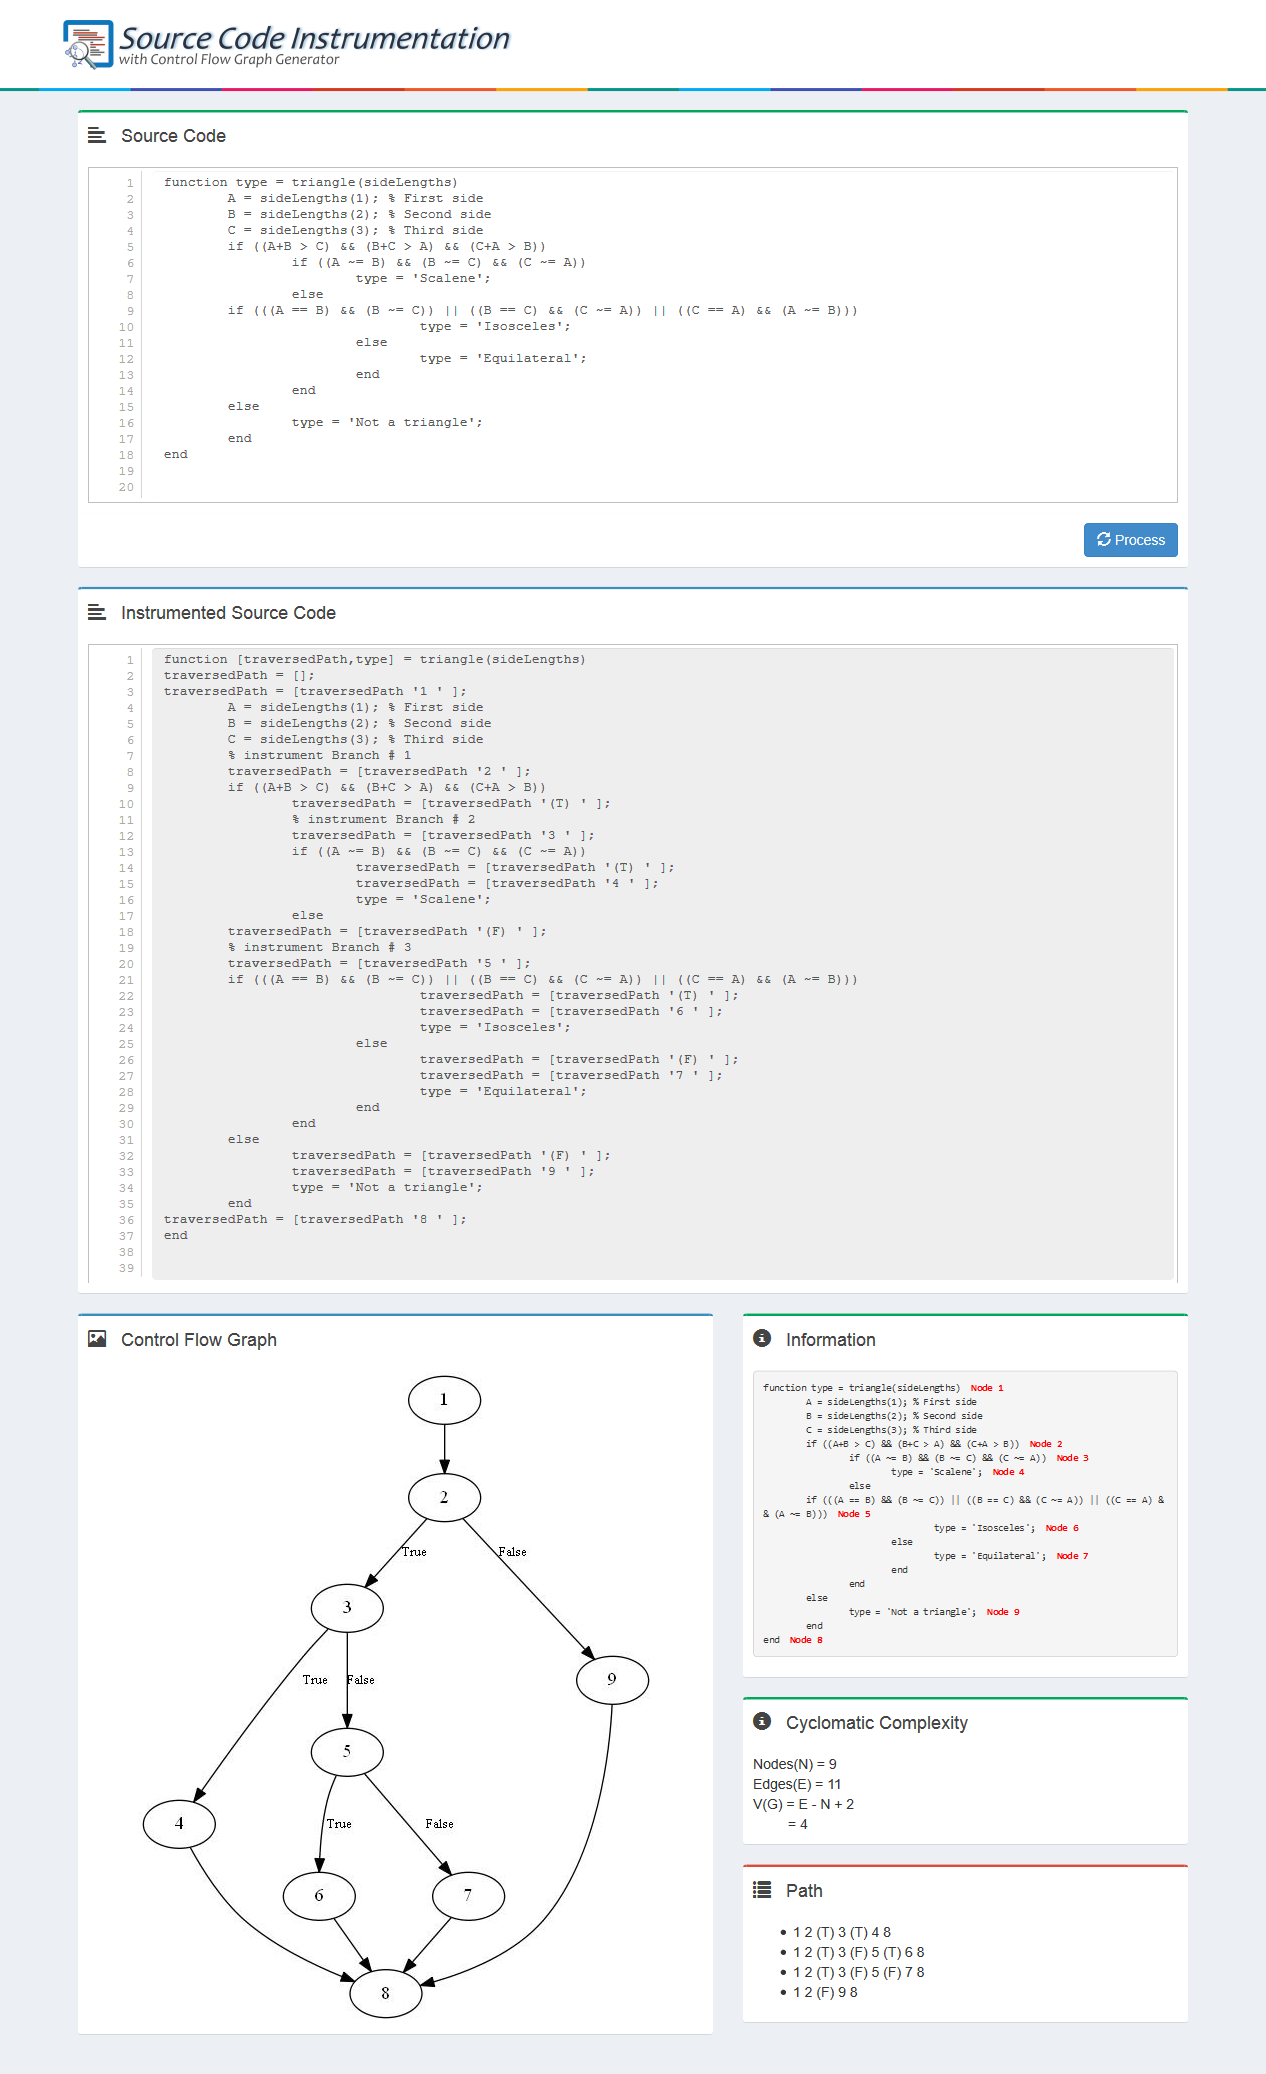 Source Code Instrumentation
with Control Flow Graph Generator
Source Code
1 function type = triangle(sideLengths)
2 A = sideLengths(1); % First side
3 B = sideLengths(2); % Second side
4 C = sideLengths(3); % Third side
5 if ((A+B > C) && (B+C > A) && (C+A > B))
6 if ((A ~= B) && (B ~= C) && (C ~= A))
7 type = 'Scalene';
8 else
9 if (((A == B) && (B ~= C)) || ((B == C) && (C ~= A)) || ((C == A) && (A ~= B)))
10 type = 'Isosceles';
11 else
12 type = 'Equilateral';
13 end
14 end
15 else
16 type = 'Not a triangle';
17 end
18 end
19
20
Process
Instrumented Source Code
1 function [traversedPath,type] = triangle(sideLengths)
2 traversedPath = [];
3 traversedPath = [traversedPath '1 ' ];
4 A = sideLengths(1); % First side
5 B = sideLengths(2); % Second side
6 C = sideLengths(3); % Third side
7 % instrument Branch # 1
8 traversedPath = [traversedPath '2 ' ];
9 if ((A+B > C) && (B+C > A) && (C+A > B))
10 traversedPath = [traversedPath '(T) ' ];
11 % instrument Branch # 2
12 traversedPath = [traversedPath '3 ' ];
13 if ((A ~= B) && (B ~= C) && (C ~= A))
14 traversedPath = [traversedPath '(T) ' ];
15 traversedPath = [traversedPath '4 ' ];
16 type = 'Scalene';
17 else
18 traversedPath = [traversedPath '(F) ' ];
19 % instrument Branch # 3
20 traversedPath = [traversedPath '5 ' ];
21 if (((A == B) && (B ~= C)) || ((B == C) && (C ~= A)) || ((C == A) && (A ~= B)))
22 traversedPath = [traversedPath '(T) ' ];
23 traversedPath = [traversedPath '6 ' ];
24 type = 'Isosceles';
25 else
26 traversedPath = [traversedPath '(F) ' ];
27 traversedPath = [traversedPath '7 ' ];
28 type = 'Equilateral';
29 end
30 end
31 else
32 traversedPath = [traversedPath '(F) ' ];
33 traversedPath = [traversedPath '9 ' ];
34 type = 'Not a triangle';
35 end
36 traversedPath = [traversedPath '8 ' ];
37 end
38
39
Control Flow Graph
1
2
True False
3
9
True False
5
4
True False
6 7
8
Information
function type = triangle(sideLengths) Node 1
A = sideLengths(1); % First side
B = sideLengths(2); % Second side
C = sideLengths(3); % Third side
if ((A+B > C) && (B+C > A) && (C+A > B)) Node 2
if ((A ~= B) && (B ~= C) && (C ~= A)) Node 3
type = 'Scalene'; Node 4
else
if (((A == B) && (B ~= C)) || ((B == C) && (C ~= A)) || ((C == A) &
& (A ~= B))) Node 5
type = 'Isosceles'; Node 6
else
type = 'Equilateral'; Node 7
end
end
else
type = 'Not a triangle'; Node 9
end
end Node 8
Cyclomatic Complexity
Nodes(N) = 9
Edges(E) = 11
V(G) = E - N + 2
= 4
Path
• 1 2 (T) 3 (T) 4 8
• 1 2 (T) 3 (F) 5 (T) 6 8
• 1 2 (T) 3 (F) 5 (F) 7 8
• 1 2 (F) 9 8